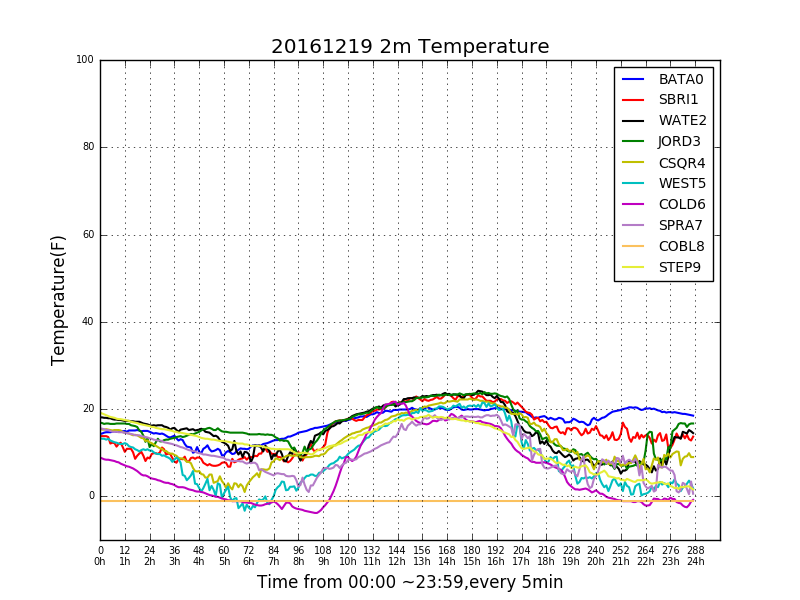 20161219 2m Temperature
100
80
60
40
20
0
Temperature(F)
BATA0
SBRI1
WATE2
JORD3
CSQR4
WEST5
COLD6
SPRA7
COBL8
STEP9
0 12 24 36 48 60 72 84 96 108 120 132 144 156 168 180 192 204 216 228 240 252 264 276 288
0h 1h 2h 3h 4h 5h 6h 7h 8h 9h 10h 11h 12h 13h 14h 15h 16h 17h 18h 19h 20h 21h 22h 23h 24h
Time from 00:00 ~23:59,every 5min